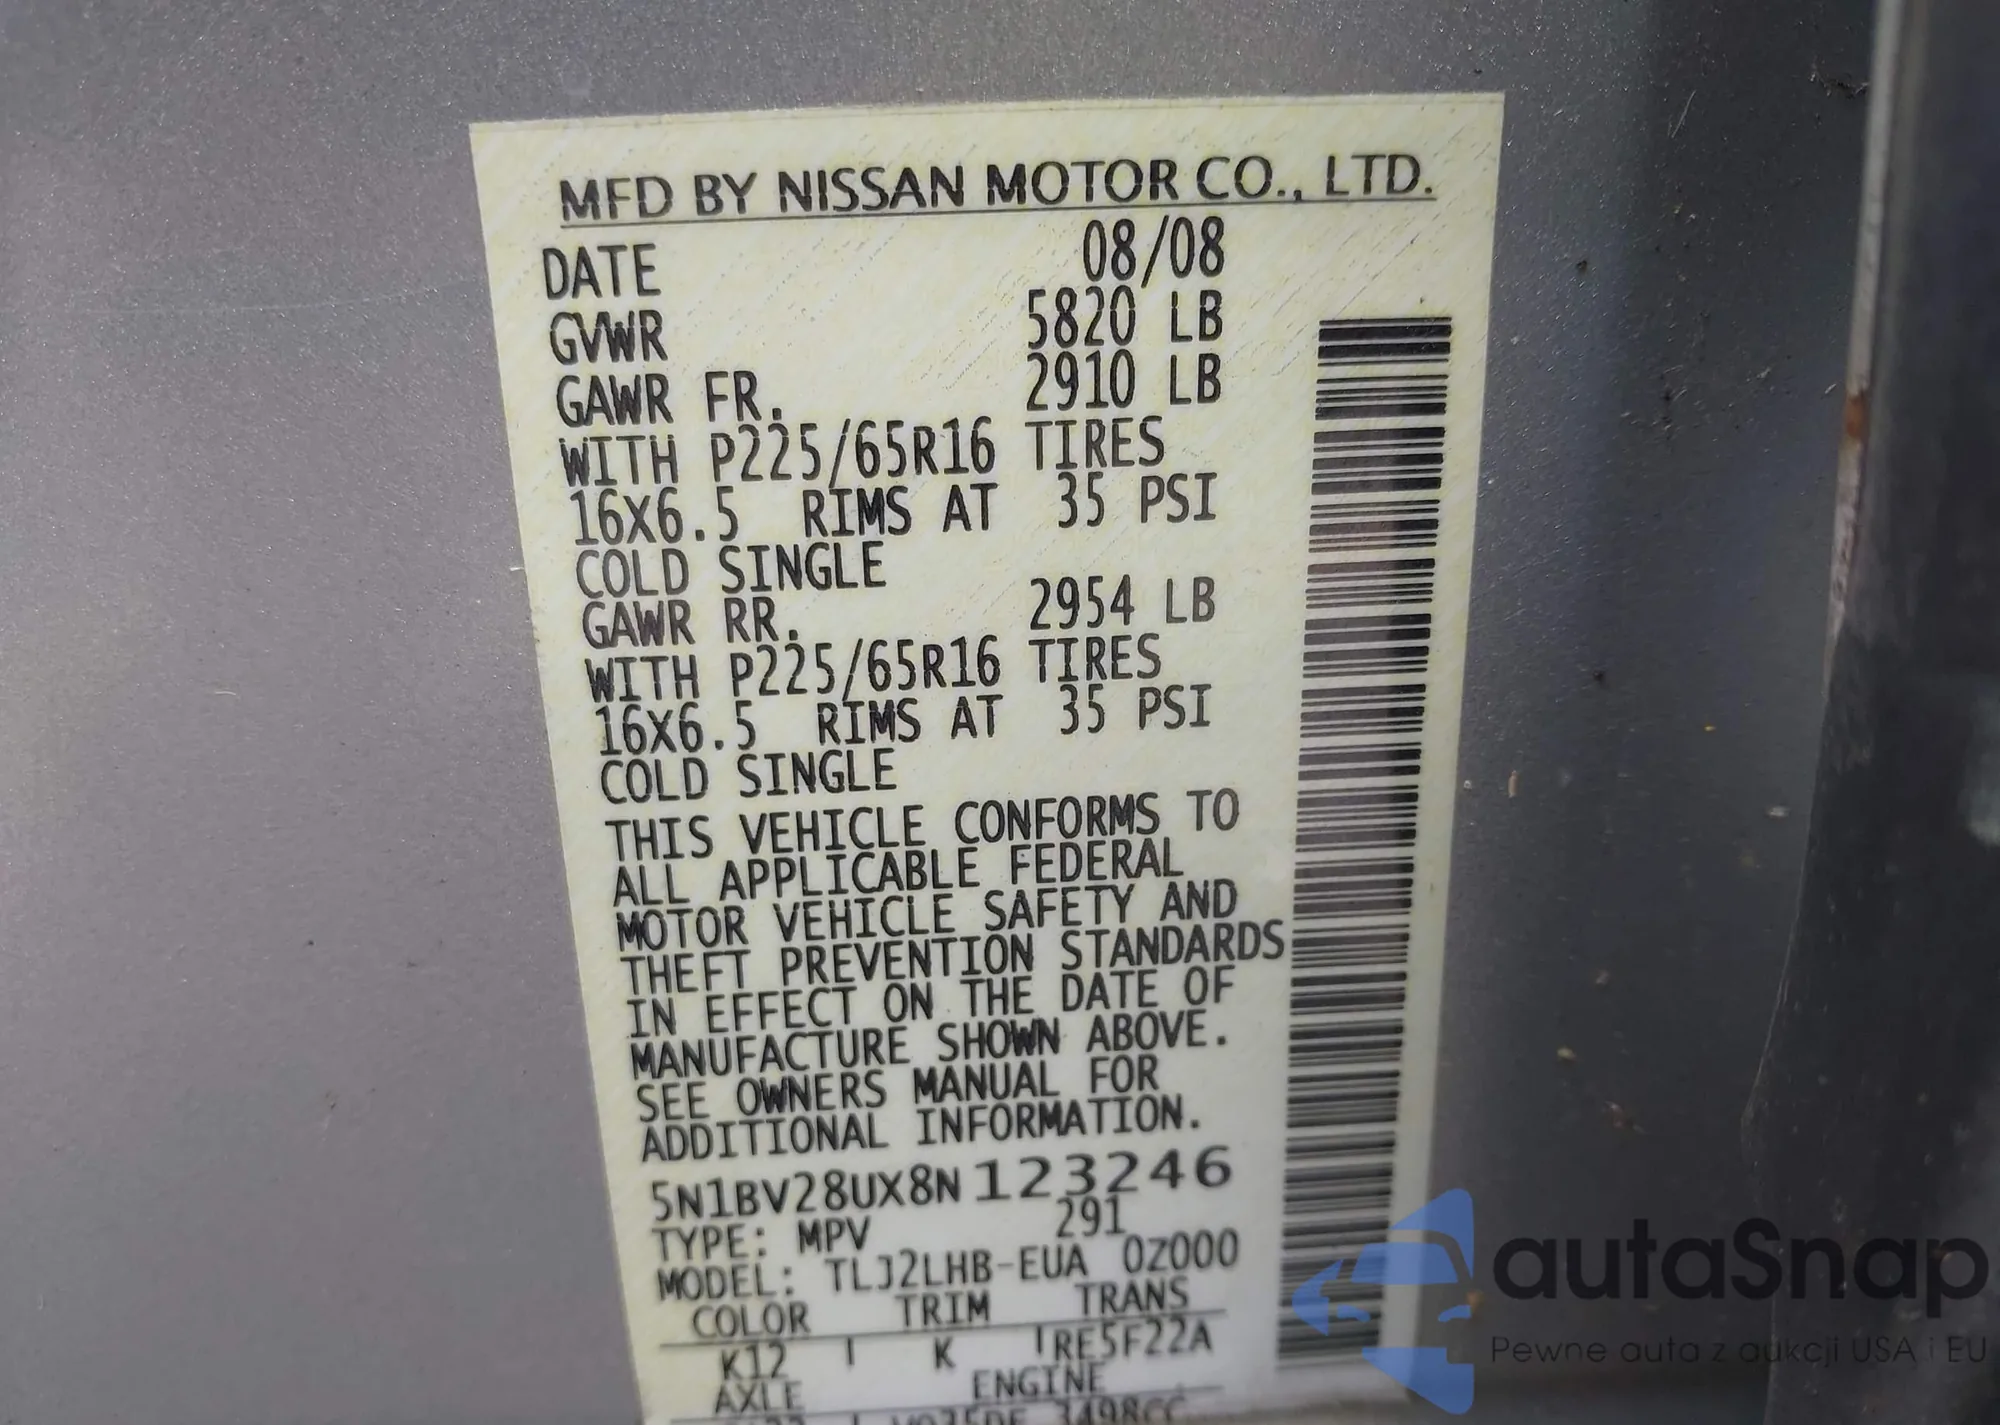 MFD BY NISSAN MOTOR CO., LTD.
DATE 08/08
GVWR 5820 LB
GAWR FR. 2910 LB
WITH P225/65R16 TIRES
16X6.5 RIMS AT 35 PSI
COLD SINGLE
GAWR RR. 2954 LB
WITH P225/65R16 TIRES
16X6.5 RIMS AT 35 PSI
COLD SINGLE
THIS VEHICLE CONFORMS TO
ALL APPLICABLE FEDERAL
MOTOR VEHICLE SAFETY AND
THEFT PREVENTION STANDARDS
IN EFFECT ON THE DATE OF
MANUFACTURE SHOWN ABOVE.
SEE OWNERS MANUAL FOR
ADDITIONAL INFORMATION.
5N1BV28UX8N123246
TYPE: MPV 291
MODEL: TLJ2LHB-EUA 0Z000
COLOR TRIM TRANS
K12 K RE5F22A
AXLE ENGINE
3498CC
autaSnap
Pewne auta z aukcji USA i EU